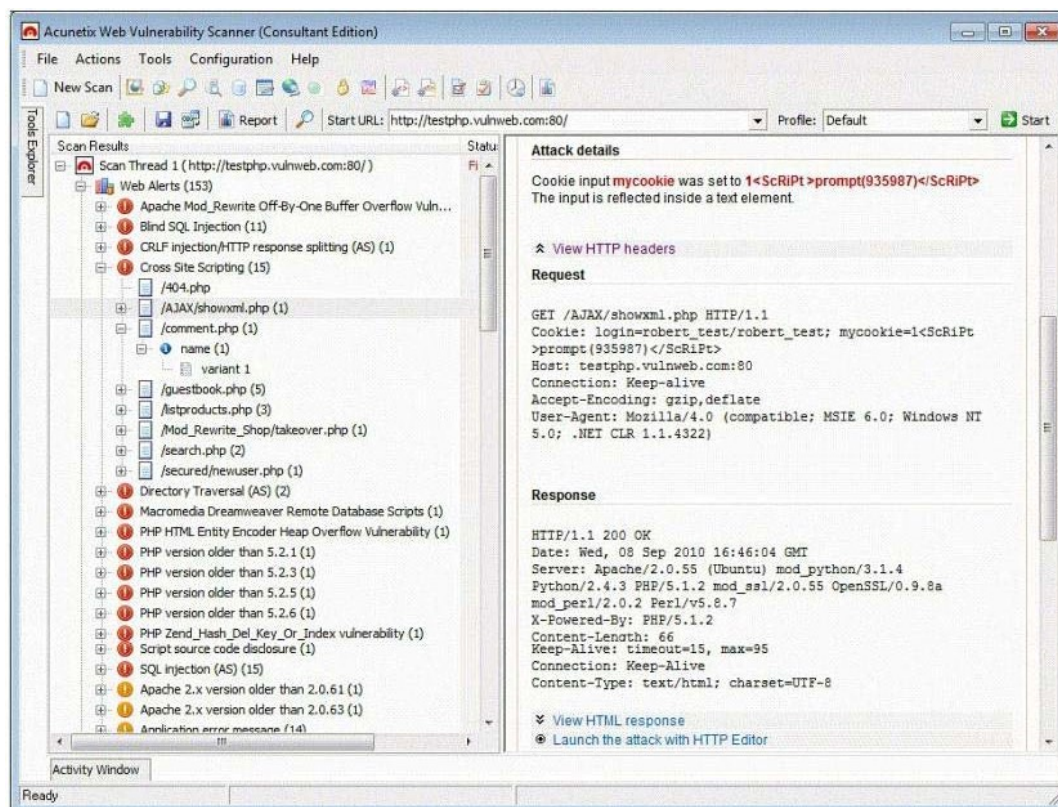 Acunetix Web Vulnerability Scanner (Consultant Edition)
File Actions Tools Configuration Help
New Scan
Report Start URL: http://testphp.vulnweb.com:80/ Profile: Default Start
Tools Explorer
Scan Results Statu
Scan Thread 1 ( http://testphp.vulnweb.com:80/ ) Fi
Web Alerts (153)
Apache Mod_Rewrite Off-By-One Buffer Overflow Vuln...
Blind SQL Injection (11)
CRLF injection/HTTP response splitting (AS) (1)
Cross Site Scripting (15)
/404.php
/AJAX/showxml.php (1)
/comment.php (1)
name (1)
variant 1
/guestbook.php (5)
/listproducts.php (3)
/Mod_Rewrite_Shop/takeover.php (1)
/search.php (2)
/secured/newuser.php (1)
Directory Traversal (AS) (2)
Macromedia Dreamweaver Remote Database Scripts (1)
PHP HTML Entity Encoder Heap Overflow Vulnerability (1)
PHP version older than 5.2.1 (1)
PHP version older than 5.2.3 (1)
PHP version older than 5.2.5 (1)
PHP version older than 5.2.6 (1)
PHP Zend_Hash_Del_Key_Or_Index vulnerability (1)
Script source code disclosure (1)
SQL injection (AS) (15)
Apache 2.x version older than 2.0.61 (1)
Apache 2.x version older than 2.0.63 (1)
Application error message (14)
Attack details
Cookie input mycookie was set to 1<ScRiPt >prompt(935987)</ScRiPt>
The input is reflected inside a text element.
View HTTP headers
Request
GET /AJAX/showxml.php HTTP/1.1
Cookie: login=robert_test/robert_test; mycookie=1<ScRiPt
>prompt(935987)</ScRiPt>
Host: testphp.vulnweb.com:80
Connection: Keep-alive
Accept-Encoding: gzip,deflate
User-Agent: Mozilla/4.0 (compatible; MSIE 6.0; Windows NT
5.0; .NET CLR 1.1.4322)
Response
HTTP/1.1 200 OK
Date: Wed, 08 Sep 2010 16:46:04 GMT
Server: Apache/2.0.55 (Ubuntu) mod_python/3.1.4
Python/2.4.3 PHP/5.1.2 mod_ssl/2.0.55 OpenSSL/0.9.8a
mod_perl/2.0.2 Perl/v5.8.7
X-Powered-By: PHP/5.1.2
Content-Length: 66
Keep-Alive: timeout=15, max=95
Connection: Keep-Alive
Content-Type: text/html; charset=UTF-8
View HTML response
Launch the attack with HTTP Editor
Activity Window
Ready